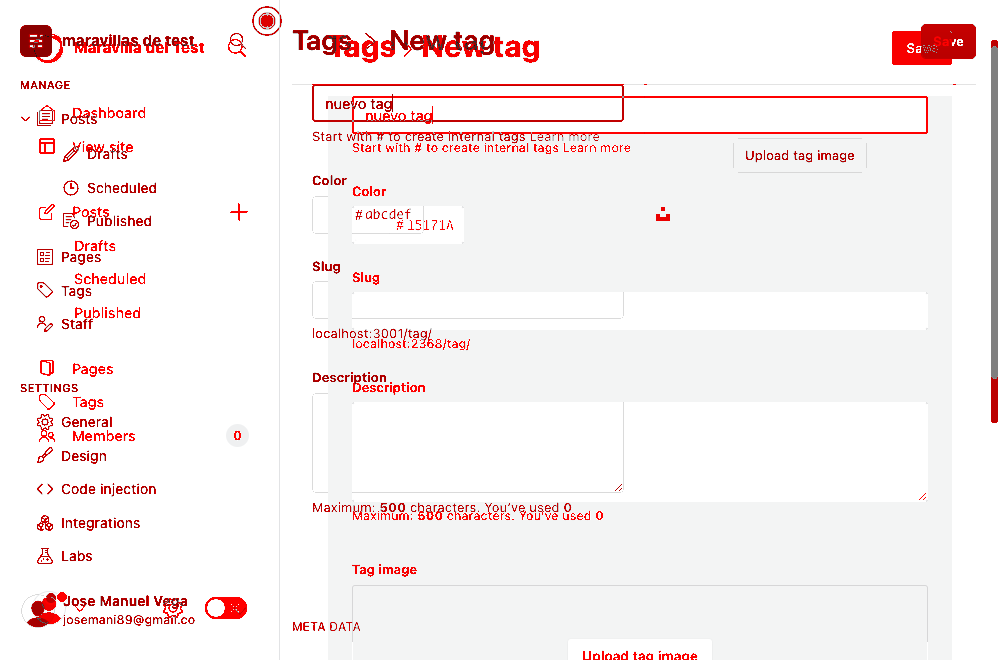 maravillas de test
Maravilla del Test
Tags > New tag
Tags > New tag
Save
Save
MANAGE
Dashboard
Posts
View site
Drafts
Scheduled
Posts
Published
Drafts
Pages
Scheduled
Tags
Published
Staff
Pages
SETTINGS
Tags
General
Members
0
Design
Code injection
Integrations
Labs
Jose Manuel Vega
josemani89@gmail.co
nuevo tag
nuevo tag
Start with # to create internal tags Learn more
Start with # to create internal tags Learn more
Upload tag image
Color
Color
#abcdef
#15171A
Slug
Slug
localhost:3001/tag/
localhost:2368/tag/
Description
Description
Maximum: 500 characters. You've used 0
Maximum: 500 characters. You've used 0
Tag image
META DATA
Upload tag image